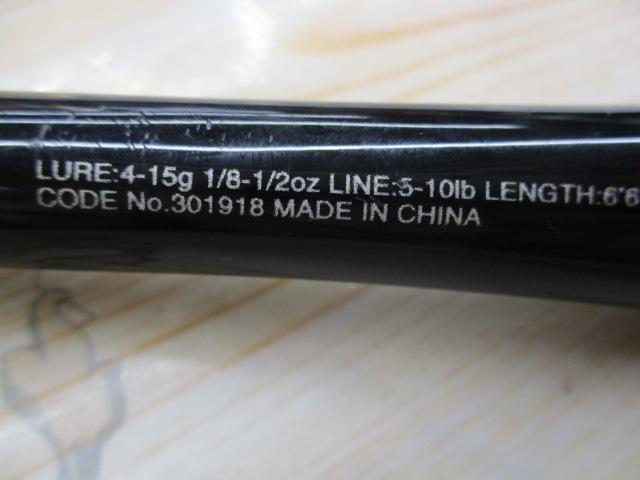 LURE:4-15g 1/8-1/2oz LINE:5-10lb LENGTH:6'6
CODE No.301918 MADE IN CHINA